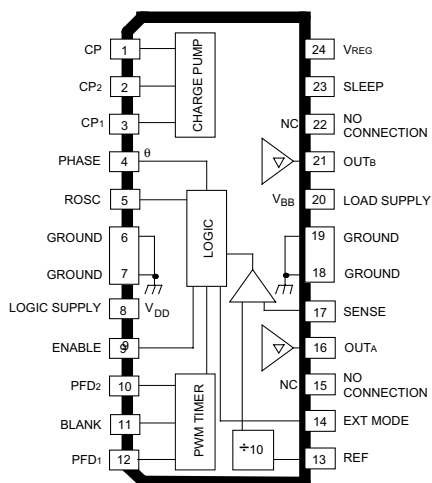 CP 1
CP2 2
CP1 3
PHASE 4 θ
ROSC 5
GROUND 6
GROUND 7
LOGIC SUPPLY 8 VDD
ENABLE 9
PFD2 10
BLANK 11
PFD1 12
CHARGE PUMP
LOGIC
PWM TIMER
÷10
24 VREG
23 SLEEP
NC 22 NO
CONNECTION
21 OUTB
VBB 20 LOAD SUPPLY
19 GROUND
18 GROUND
17 SENSE
16 OUTA
NC 15 NO
CONNECTION
14 EXT MODE
13 REF